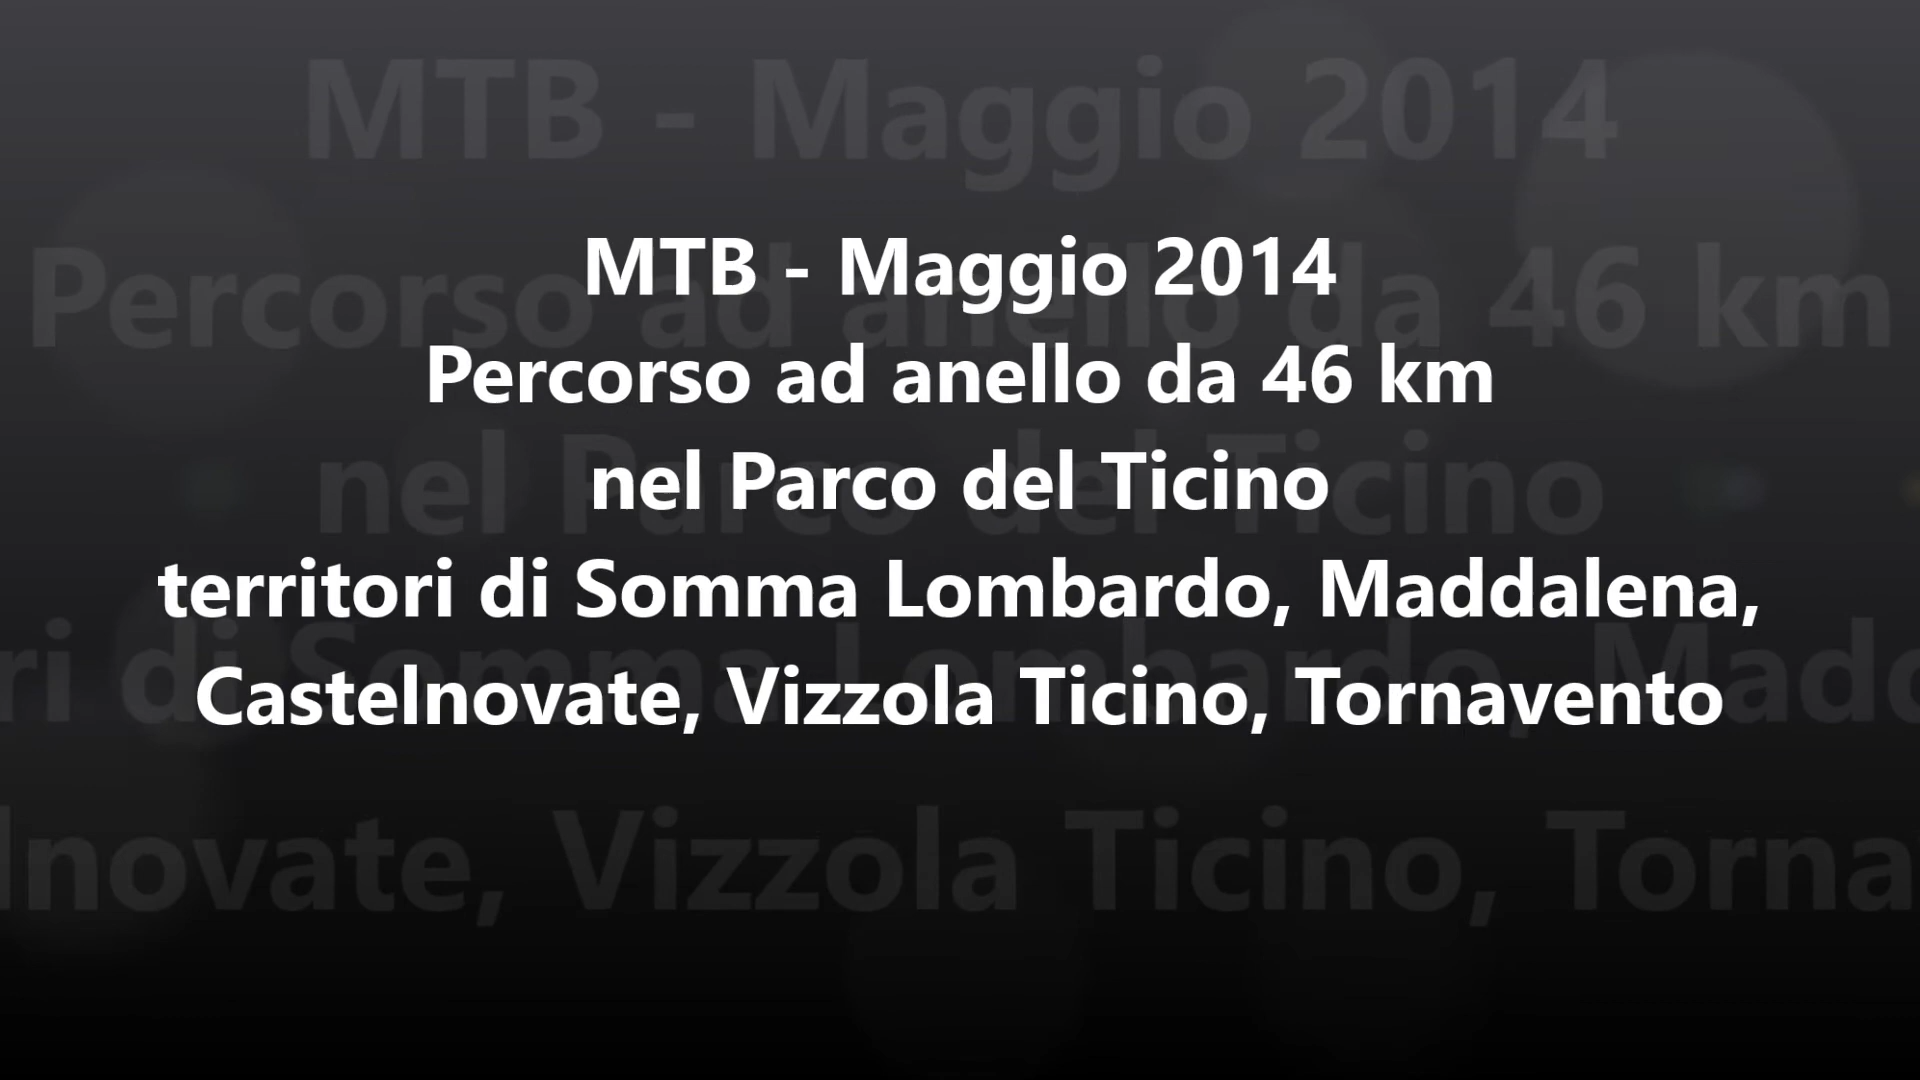 MTB - Maggio 2014
Percorso ad anello da 46 km
nel Parco del Ticino
territori di Somma Lombardo, Maddalena,
Castelnovate, Vizzola Ticino, Tornavento